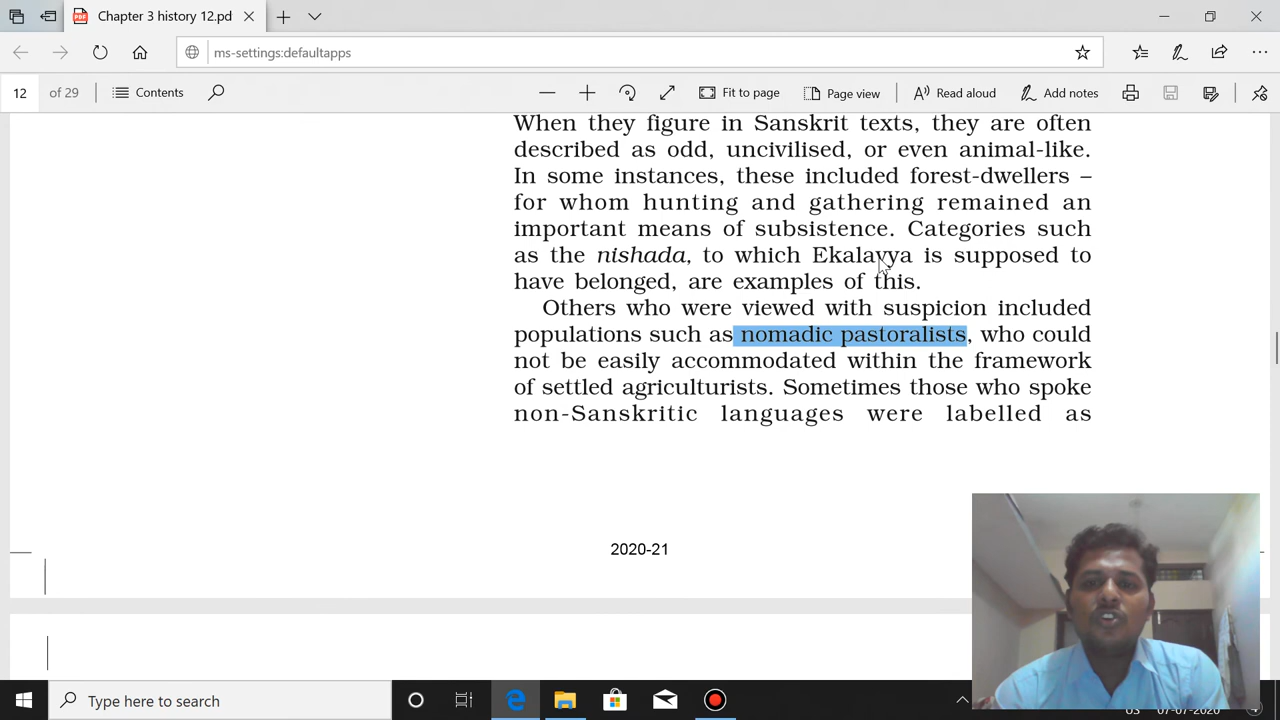 Chapter 3 history 12.pd
ms-settings:defaultapps
12 of 29 Contents Fit to page Page view Read aloud Add notes
When they figure in Sanskrit texts, they are often
described as odd, uncivilised, or even animal-like.
In some instances, these included forest-dwellers –
for whom hunting and gathering remained an
important means of subsistence. Categories such
as the nishada, to which Ekalavya is supposed to
have belonged, are examples of this.
Others who were viewed with suspicion included
populations such as nomadic pastoralists, who could
not be easily accommodated within the framework
of settled agriculturists. Sometimes those who spoke
non-Sanskritic languages were labelled as
2020-21
Type here to search
US 07-07-2020